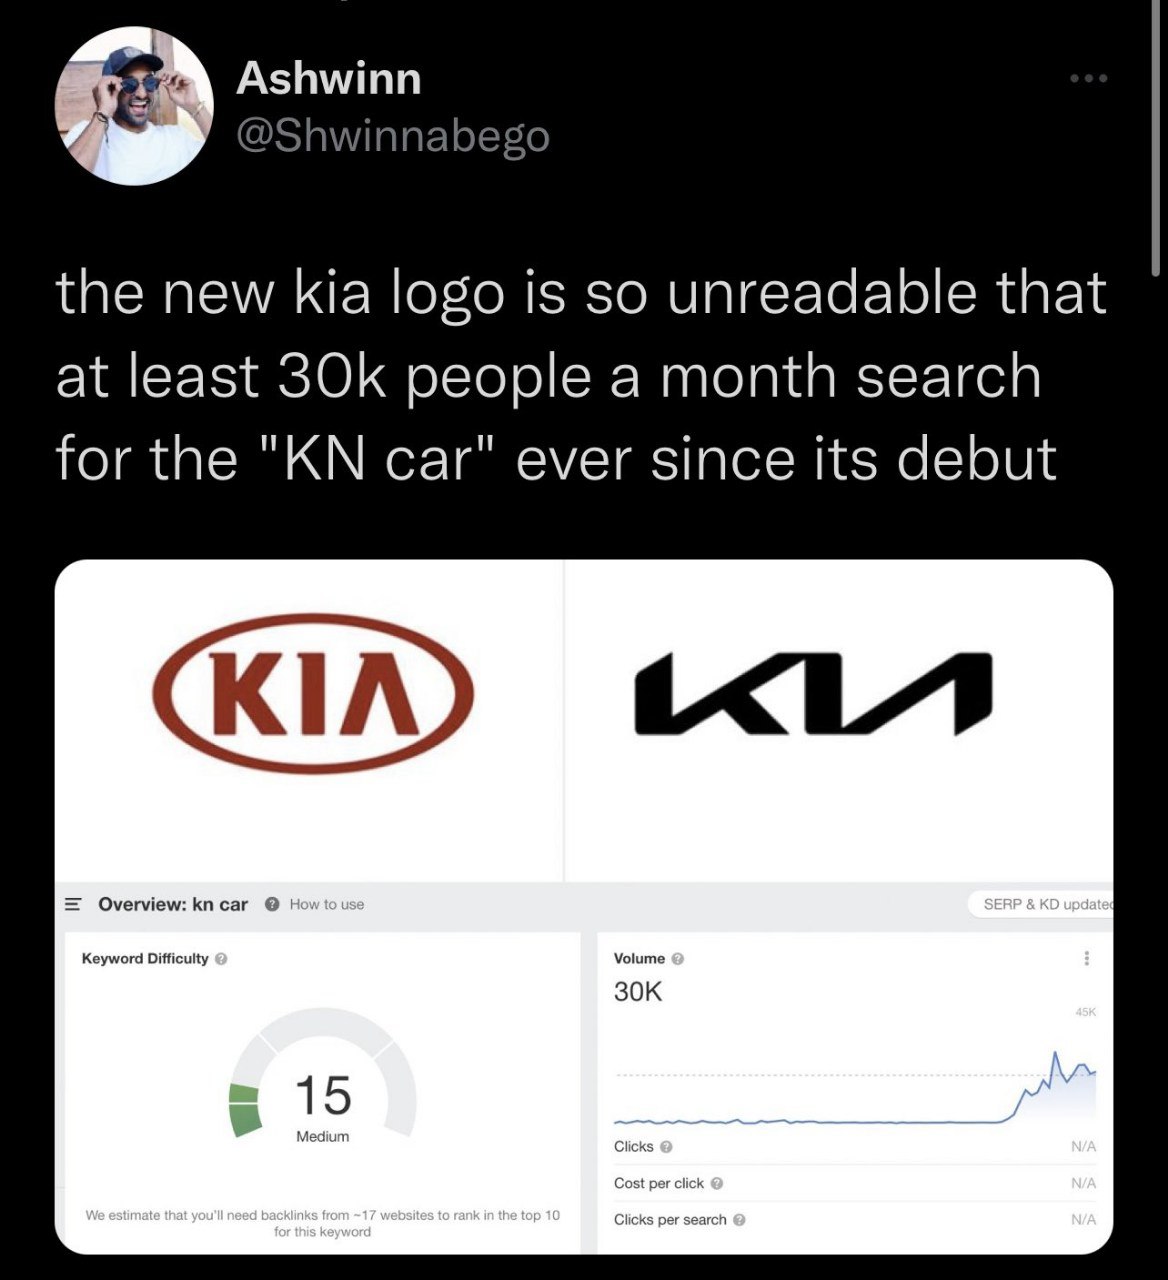 Ashwinn
@Shwinnabego
the new kia logo is so unreadable that
at least 30k people a month search
for the "KN car" ever since its debut
KIA
KIA
Overview: kn car ? How to use
SERP & KD updated
Keyword Difficulty ?
15
Medium
We estimate that you'll need backlinks from ~17 websites to rank in the top 10
for this keyword
Volume ?
30K
45K
Clicks ? N/A
Cost per click ? N/A
Clicks per search ? N/A